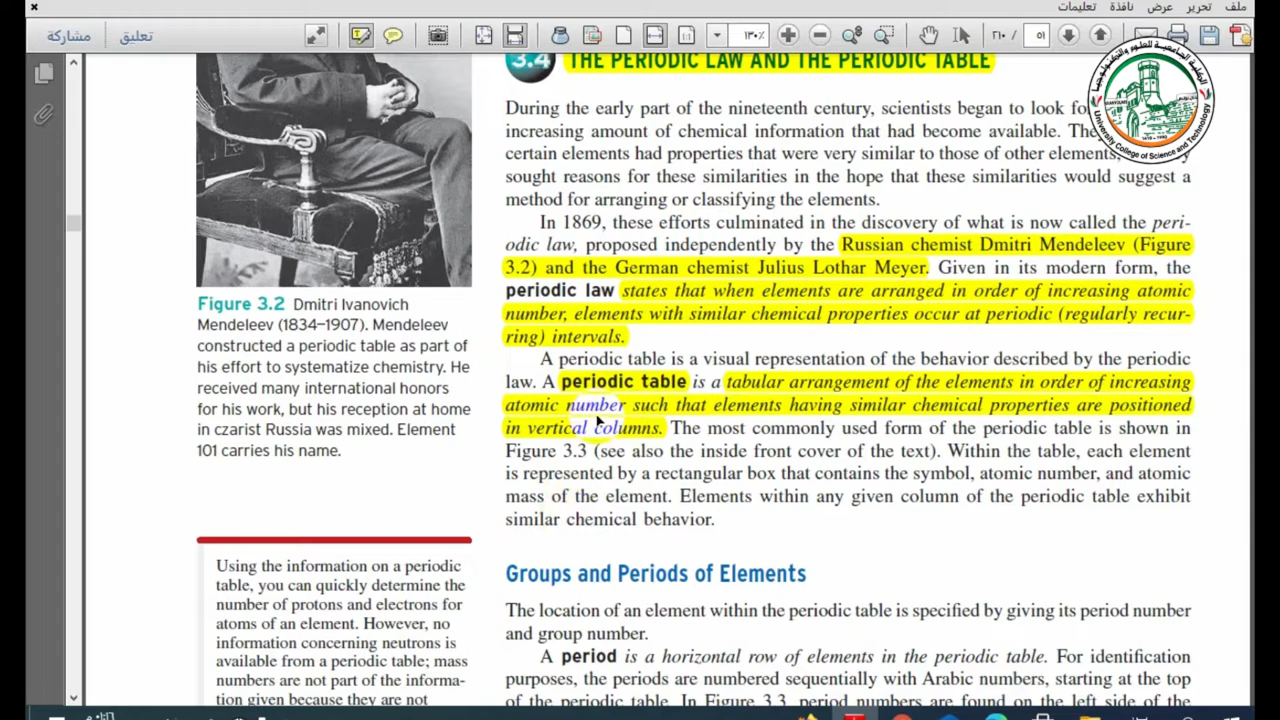 ملف تحرير عرض نافذة تعليمات
مشاركة
تعليق
١٣٠٪
٢١٠ /
٥١
3.4 THE PERIODIC LAW AND THE PERIODIC TABLE
During the early part of the nineteenth century, scientists began to look fo
increasing amount of chemical information that had become available. The
certain elements had properties that were very similar to those of other elements,
sought reasons for these similarities in the hope that these similarities would suggest a
method for arranging or classifying the elements.
In 1869, these efforts culminated in the discovery of what is now called the peri-
odic law, proposed independently by the Russian chemist Dmitri Mendeleev (Figure
3.2) and the German chemist Julius Lothar Meyer. Given in its modern form, the
periodic law states that when elements are arranged in order of increasing atomic
number, elements with similar chemical properties occur at periodic (regularly recur-
ring) intervals.
A periodic table is a visual representation of the behavior described by the periodic
law. A periodic table is a tabular arrangement of the elements in order of increasing
atomic number such that elements having similar chemical properties are positioned
in vertical columns. The most commonly used form of the periodic table is shown in
Figure 3.3 (see also the inside front cover of the text). Within the table, each element
is represented by a rectangular box that contains the symbol, atomic number, and atomic
mass of the element. Elements within any given column of the periodic table exhibit
similar chemical behavior.
Groups and Periods of Elements
The location of an element within the periodic table is specified by giving its period number
and group number.
A period is a horizontal row of elements in the periodic table. For identification
purposes, the periods are numbered sequentially with Arabic numbers, starting at the top
of the periodic table. In Figure 3.3, period numbers are found on the left side of the
Figure 3.2 Dmitri Ivanovich
Mendeleev (1834–1907). Mendeleev
constructed a periodic table as part of
his effort to systematize chemistry. He
received many international honors
for his work, but his reception at home
in czarist Russia was mixed. Element
101 carries his name.
Using the information on a periodic
table, you can quickly determine the
number of protons and electrons for
atoms of an element. However, no
information concerning neutrons is
available from a periodic table; mass
numbers are not part of the informa-
tion given because they are not
الكلية الجامعية للعلوم والتكنولوجيا
University College of Science and Technology